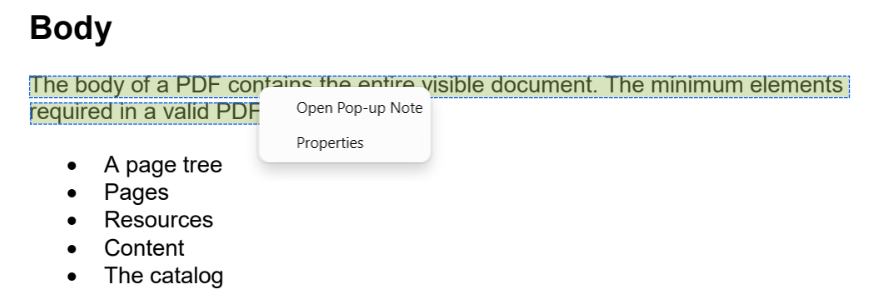 Body
The body of a PDF contains the entire visible document. The minimum elements
required in a valid PDF
Open Pop-up Note
Properties
A page tree
Pages
Resources
Content
The catalog